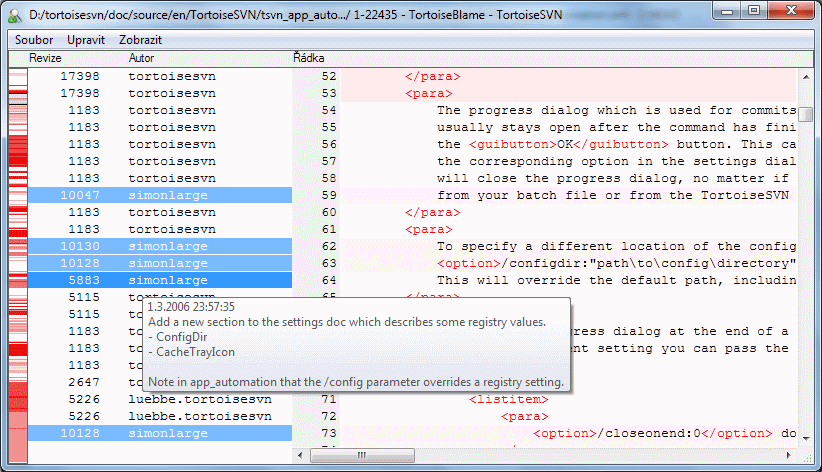 D:/tortoisesvn/doc/source/en/TortoiseSVN/tsvn_app_auto.../ 1-22435 - TortoiseBlame - TortoiseSVN
Soubor Upravit Zobrazit
Revize Autor Řádka
17398 tortoisesvn 52 </para>
17398 tortoisesvn 53 <para>
1183 tortoisesvn 54 The progress dialog which is used for commits
1183 tortoisesvn 55 usually stays open after the command has fini
1183 tortoisesvn 56 the <guibutton>OK</guibutton> button. This ca
1183 tortoisesvn 57 the corresponding option in the settings dial
1183 tortoisesvn 58 will close the progress dialog, no matter if
10047 simonlarge 59 from your batch file or from the TortoiseSVN
1183 tortoisesvn 60 </para>
1183 tortoisesvn 61 <para>
10130 simonlarge 62 To specify a different location of the config
10128 simonlarge 63 <option>/configdir:"path\to\config\directory"
5883 simonlarge 64 This will override the default path, includin
5115 tortoisesvn 65 </para>
5115 to
1183 to gress dialog at the end of a
1183 to ent setting you can pass the
1183 to
2647 to
1.3.2006 23:57:35
Add a new section to the settings doc which describes some registry values.
- ConfigDir
- CacheTrayIcon
Note in app_automation that the /config parameter overrides a registry setting.
5226 luebbe.tortoisesvn 71 <listitem>
5226 luebbe.tortoisesvn 72 <para>
10128 simonlarge 73 <option>/closeonend:0</option> do